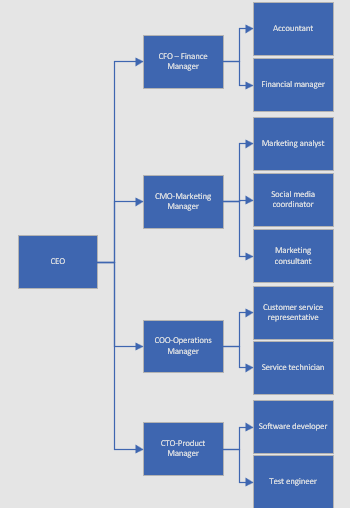 CEO
CFO – Finance
Manager
Accountant
Financial manager
CMO-Marketing
Manager
Marketing analyst
Social media
coordinator
Marketing
consultant
COO-Operations
Manager
Customer service
representative
Service technician
CTO-Product
Manager
Software developer
Test engineer